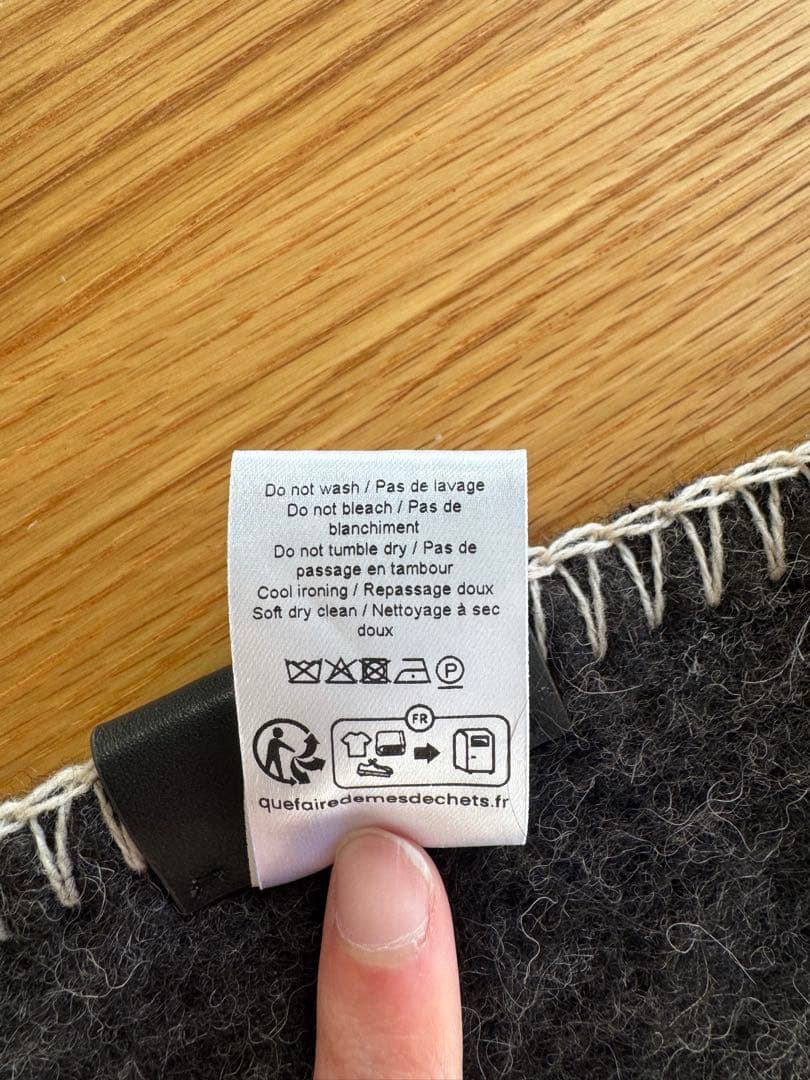 Do not wash / Pas de lavage
Do not bleach / Pas de
blanchiment
Do not tumble dry / Pas de
passage en tambour
Cool ironing / Repassage doux
Soft dry clean / Nettoyage à sec
doux
P
FR
quefairedemesdechets.fr